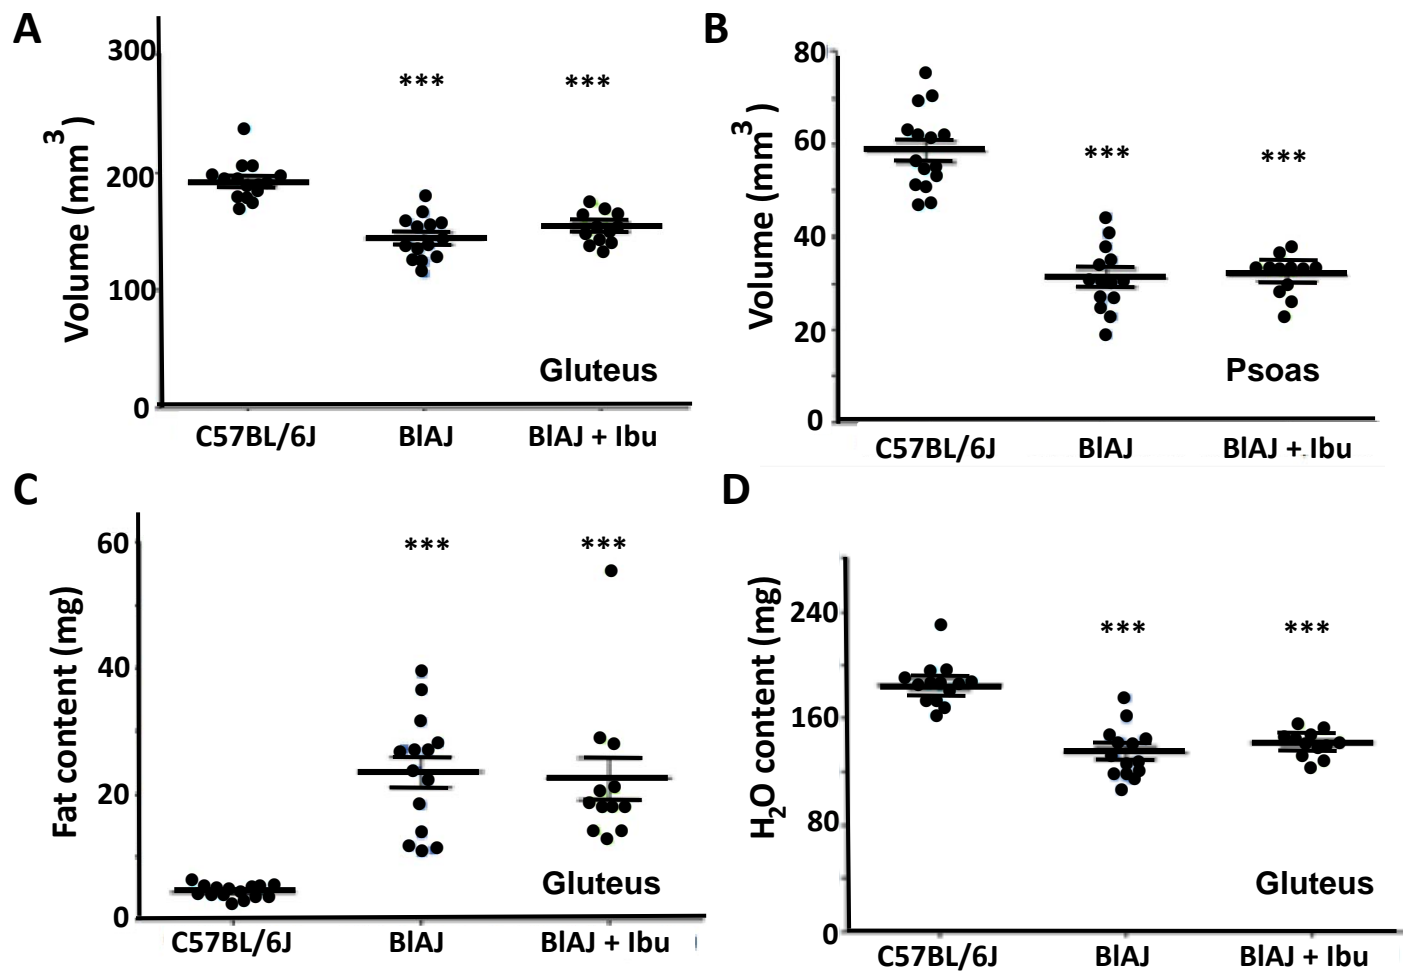 A
300
200
100
0
Volume (mm3)
***
***
Gluteus
C57BL/6J
BlAJ
BlAJ + Ibu
B
80
60
40
20
0
Volume (mm3)
***
***
Psoas
C57BL/6J
BlAJ
BlAJ + Ibu
C
60
40
20
0
Fat content (mg)
***
***
Gluteus
C57BL/6J
BlAJ
BlAJ + Ibu
D
240
160
80
0
H2O content (mg)
***
***
Gluteus
C57BL/6J
BlAJ
BlAJ + Ibu